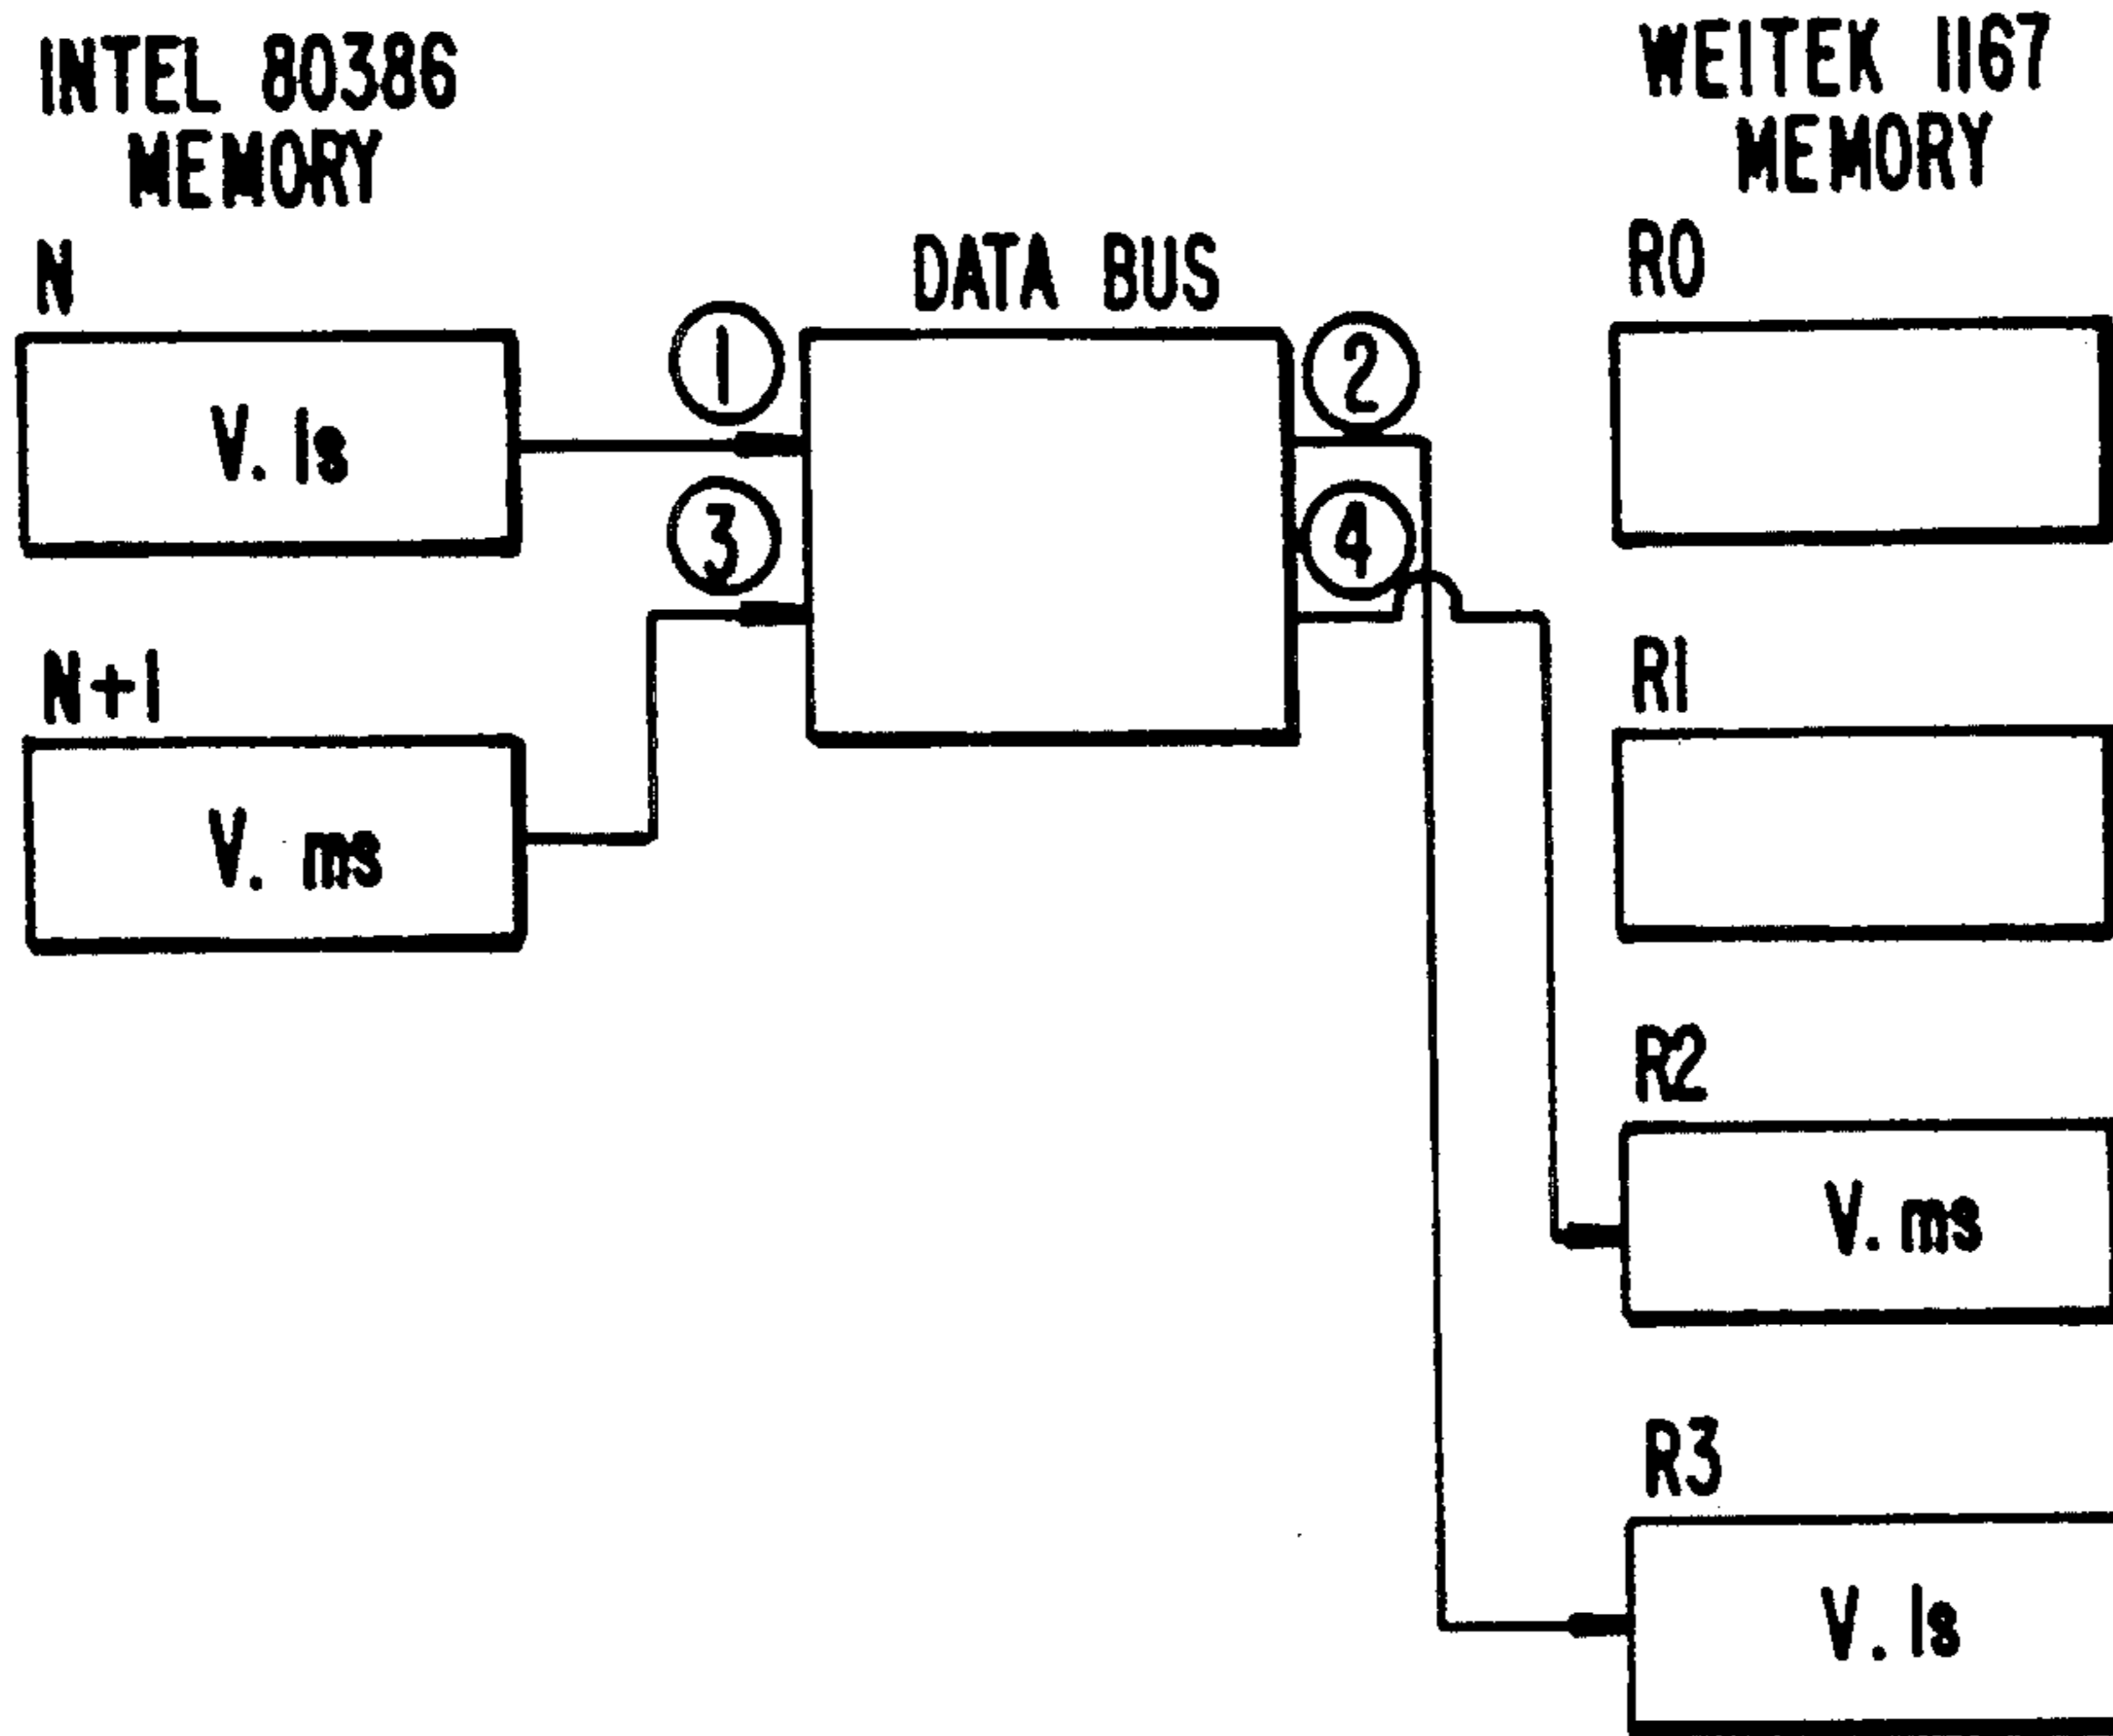 INTEL 80386
MEMORY
WEITEK 1167
MEMORY
N
DATA BUS
R0
1
2
V. ls
3
4
N+1
R1
V. ms
R2
V. ms
R3
V. ls